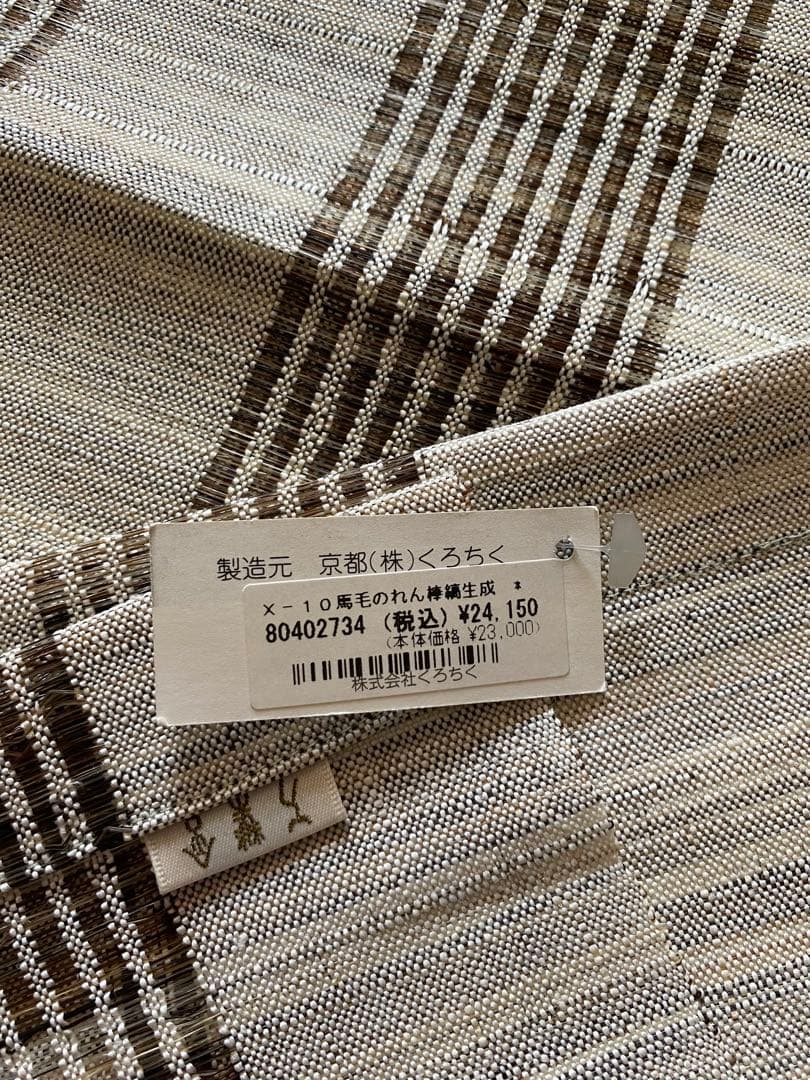 製造元 京都(株)くろちく
X-10馬毛のれん棒縞生成 *
80402734 (税込) ¥24,150
(本体価格 ¥23,000)
株式会社くろちく